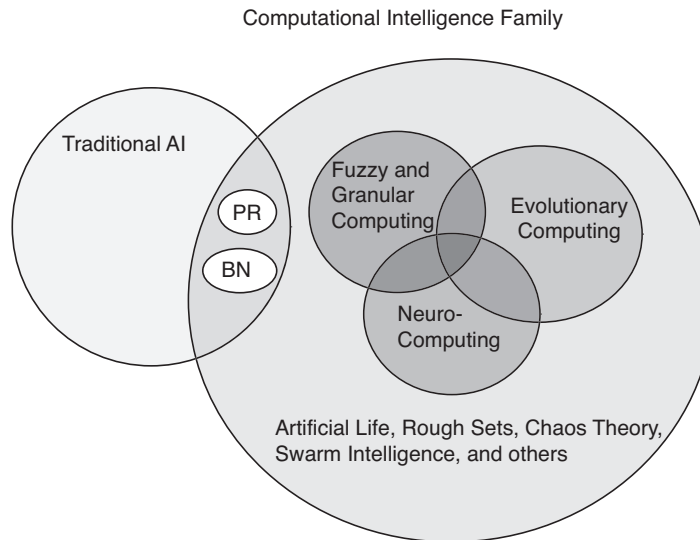 Computational Intelligence Family
Traditional AI
PR
BN
Fuzzy and
Granular
Computing
Evolutionary
Computing
Neuro-
Computing
Artificial Life, Rough Sets, Chaos Theory,
Swarm Intelligence, and others